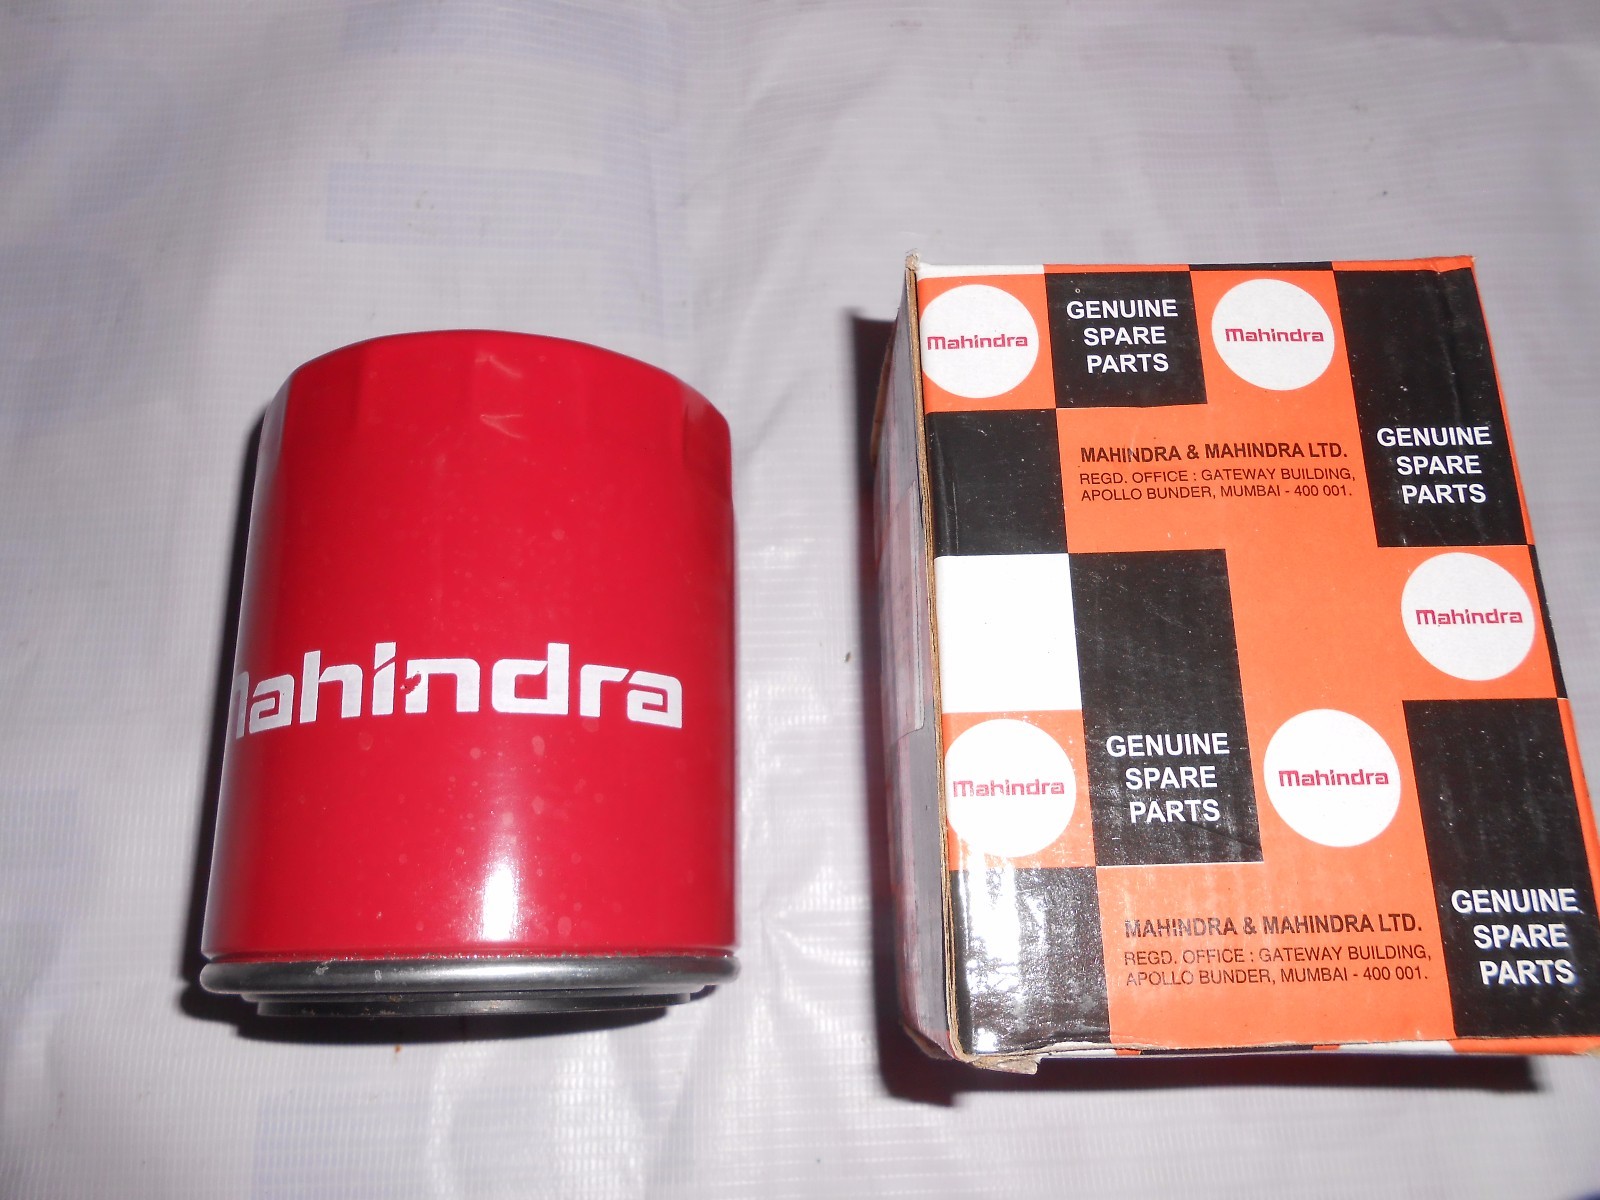 mahindra
Mahindra
GENUINE
SPARE
PARTS
Mahindra
GENUINE
SPARE
PARTS
MAHINDRA & MAHINDRA LTD.
REGD. OFFICE : GATEWAY BUILDING,
APOLLO BUNDER, MUMBAI - 400 001.
Mahindra
Mahindra
GENUINE
SPARE
PARTS
Mahindra
GENUINE
SPARE
PARTS
MAHINDRA & MAHINDRA LTD.
REGD. OFFICE : GATEWAY BUILDING,
APOLLO BUNDER, MUMBAI - 400 001.